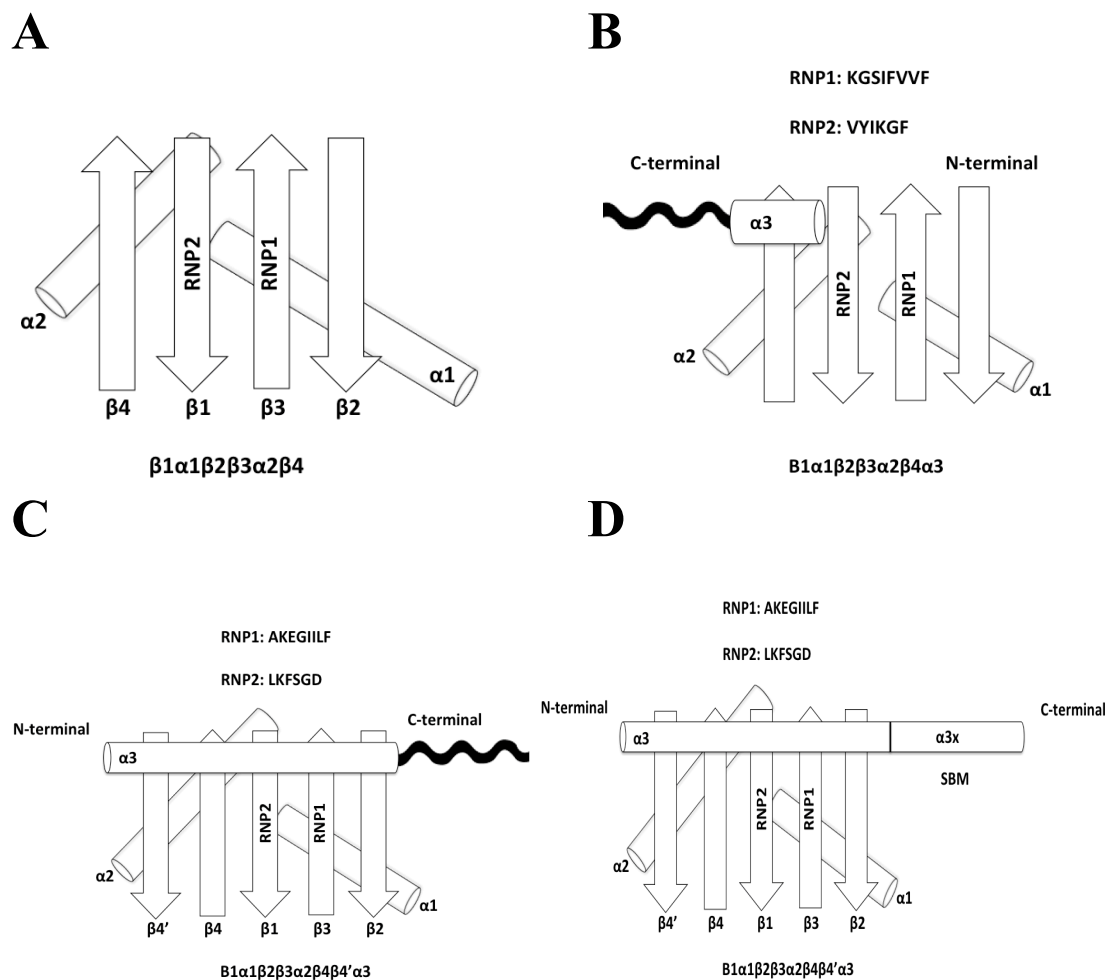 A
RNP2
RNP1
α2
α1
β4 β1 β3 β2
β1α1β2β3α2β4
B
RNP1: KGSIFVVF
RNP2: VYIKGF
C-terminal
N-terminal
α3
RNP2
RNP1
α2
α1
B1α1β2β3α2β4α3
C
RNP1: AKEGIILF
RNP2: LKFSGD
N-terminal
C-terminal
α3
RNP2
RNP1
α2
α1
β4’ β4 β1 β3 β2
B1α1β2β3α2β4β4’α3
D
RNP1: AKEGIILF
RNP2: LKFSGD
N-terminal
C-terminal
α3
α3x
SBM
RNP2
RNP1
α2
α1
β4’ β4 β1 β3 β2
B1α1β2β3α2β4β4’α3